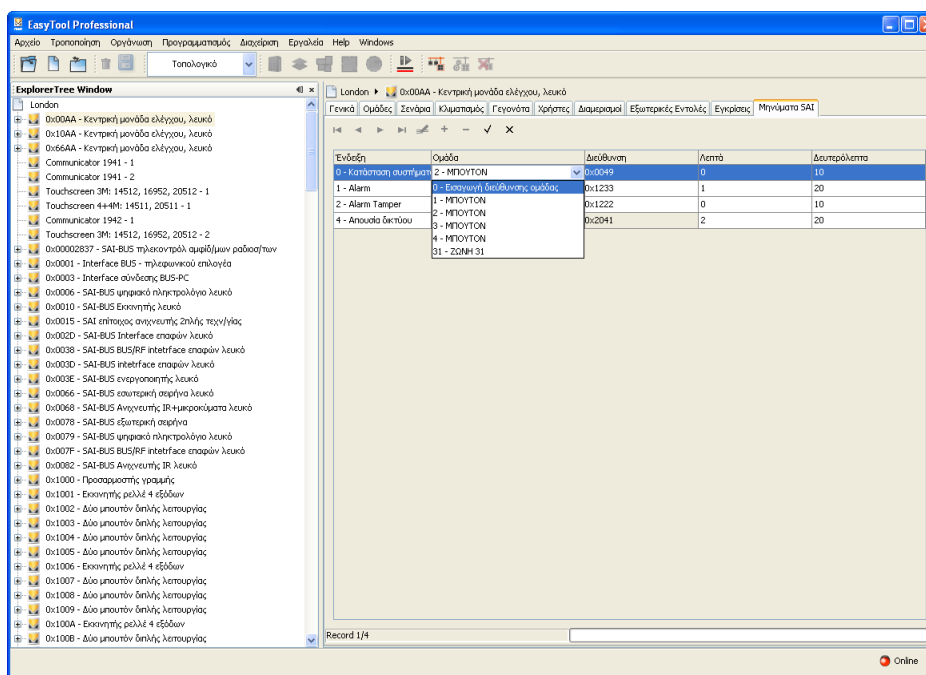 EasyTool Professional
Αρχείο Τροποποίηση Οργάνωση Προγραμματισμός Διαχείριση Εργαλεία Help Windows
Τοπολογικό
ExplorerTree Window
London
0x00AA - Κεντρική μονάδα ελέγχου, λευκό
0x10AA - Κεντρική μονάδα ελέγχου, λευκό
0x66AA - Κεντρική μονάδα ελέγχου, λευκό
Communicator 1941 - 1
Communicator 1941 - 2
Touchscreen 3M: 14512, 16952, 20512 - 1
Touchscreen 4+4M: 14511, 20511 - 1
Communicator 1942 - 1
Touchscreen 3M: 14512, 16952, 20512 - 2
0x00002837 - SAI-BUS τηλεκοντρόλ αμφίδ/μων ραδιοσ/των
0x0001 - Interface BUS - τηλεφωνικού επιλογέα
0x0003 - Interface σύνδεσης BUS-PC
0x0006 - SAI-BUS ψηφιακό πληκτρολόγιο λευκό
0x0010 - SAI-BUS Εκκινητής λευκό
0x0015 - SAI επίτοιχος ανιχνευτής 2πλής τεχν/γίας
0x002D - SAI-BUS Interface επαφών λευκό
0x0038 - SAI-BUS BUS/RF intetrface επαφών λευκό
0x003D - SAI-BUS intetrface επαφών λευκό
0x003E - SAI-BUS ενεργοποιητής λευκό
0x0066 - SAI-BUS εσωτερική σειρήνα λευκό
0x0068 - SAI-BUS Ανιχνευτής IR+μικροκύματα λευκό
0x0078 - SAI-BUS εξωτερική σειρήνα
0x0079 - SAI-BUS ψηφιακό πληκτρολόγιο λευκό
0x007F - SAI-BUS BUS/RF intetrface επαφών λευκό
0x0082 - SAI-BUS Ανιχνευτής IR λευκό
0x1000 - Προσαρμοστής γραμμής
0x1001 - Εκκινητής ρελλέ 4 εξόδων
0x1002 - Δύο μπουτόν διπλής λειτουργίας
0x1003 - Δύο μπουτόν διπλής λειτουργίας
0x1004 - Δύο μπουτόν διπλής λειτουργίας
0x1005 - Δύο μπουτόν διπλής λειτουργίας
0x1006 - Εκκινητής ρελλέ 4 εξόδων
0x1007 - Δύο μπουτόν διπλής λειτουργίας
0x1008 - Δύο μπουτόν διπλής λειτουργίας
0x1009 - Δύο μπουτόν διπλής λειτουργίας
0x100A - Εκκινητής ρελλέ 4 εξόδων
0x100B - Δύο μπουτόν διπλής λειτουργίας
London 0x00AA - Κεντρική μονάδα ελέγχου, λευκό
Γενικά Ομάδες Σενάρια Κλιματισμός Γεγονότα Χρήστες Διαμερισμοί Εξωτερικές Εντολές Εγκρίσεις Μηνύματα SAI
Ένδειξη Ομάδα Διεύθυνση Λεπτά Δευτερόλεπτα
0 - Κατάσταση συστήματ 2 - ΜΠΟΥΤΟΝ 0x0049 0 10
1 - Alarm 0x1233 1 20
2 - Alarm Tamper 0x1222 0 10
4 - Απουσία δικτύου 0x2041 2 20
0 - Εισαγωγή διεύθυνσης ομάδας
1 - ΜΠΟΥΤΟΝ
2 - ΜΠΟΥΤΟΝ
3 - ΜΠΟΥΤΟΝ
4 - ΜΠΟΥΤΟΝ
31 - ΖΩΝΗ 31
Record 1/4
Online